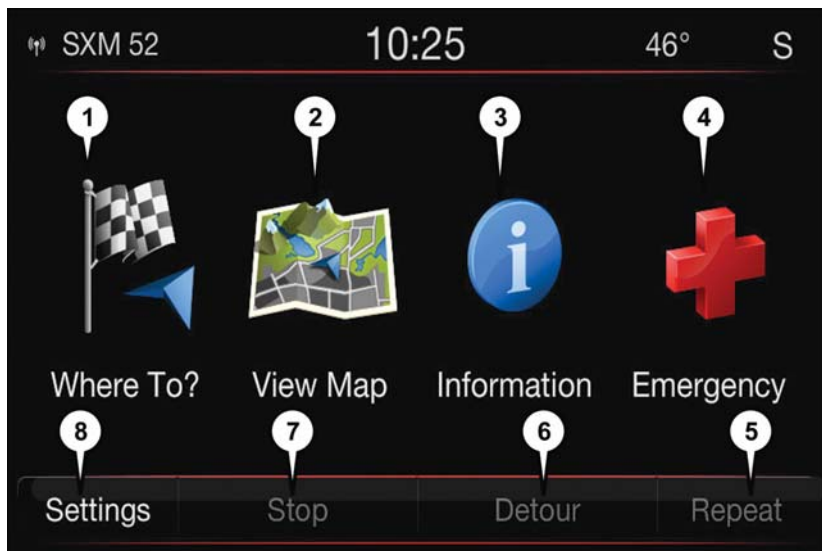 SXM 52 10:25 46° S
1 2 3 4
i
Where To? View Map Information Emergency
8 7 6 5
Settings Stop Detour Repeat